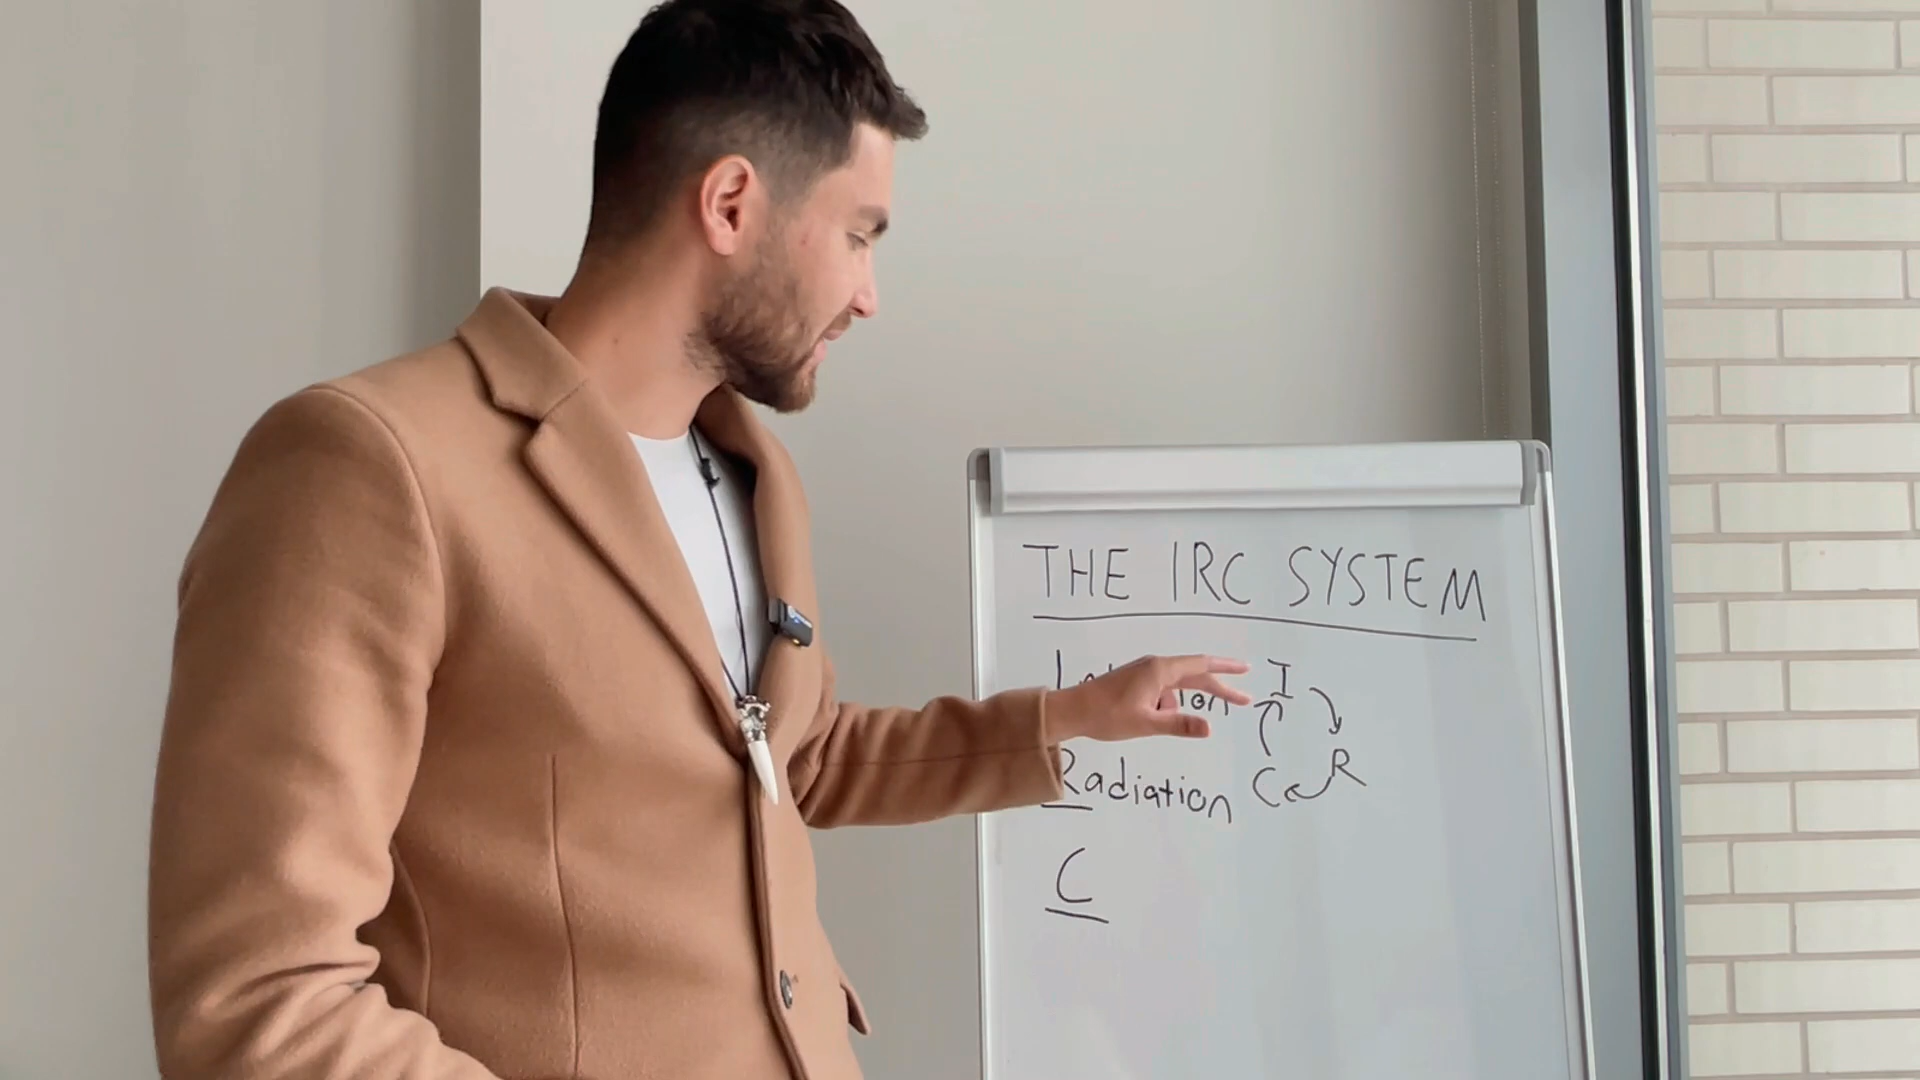 THE IRC SYSTEM
I
Radiation C R
C